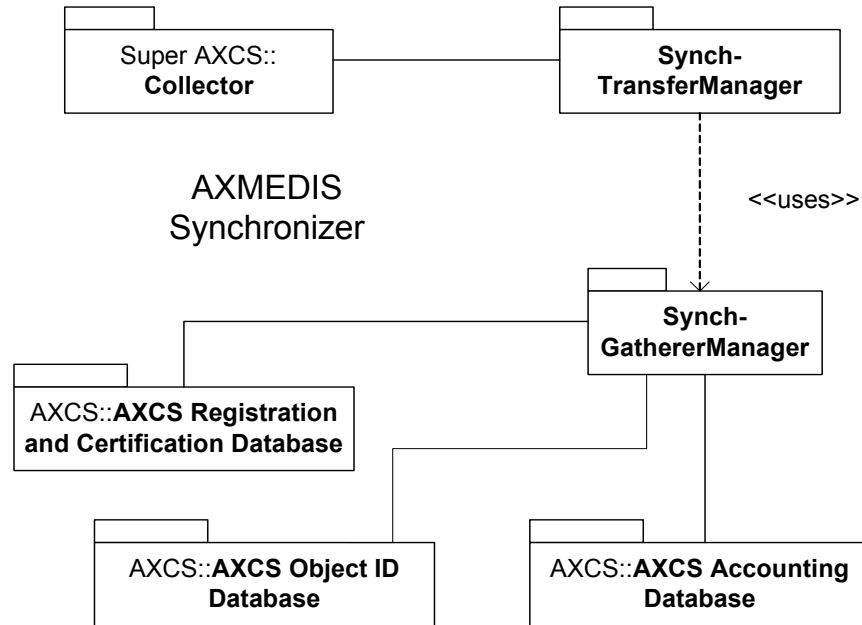 Super AXCS::
Collector
Synch-
TransferManager
AXMEDIS
Synchronizer
<<uses>>
Synch-
GathererManager
AXCS::AXCS Registration
and Certification Database
AXCS::AXCS Object ID
Database
AXCS::AXCS Accounting
Database